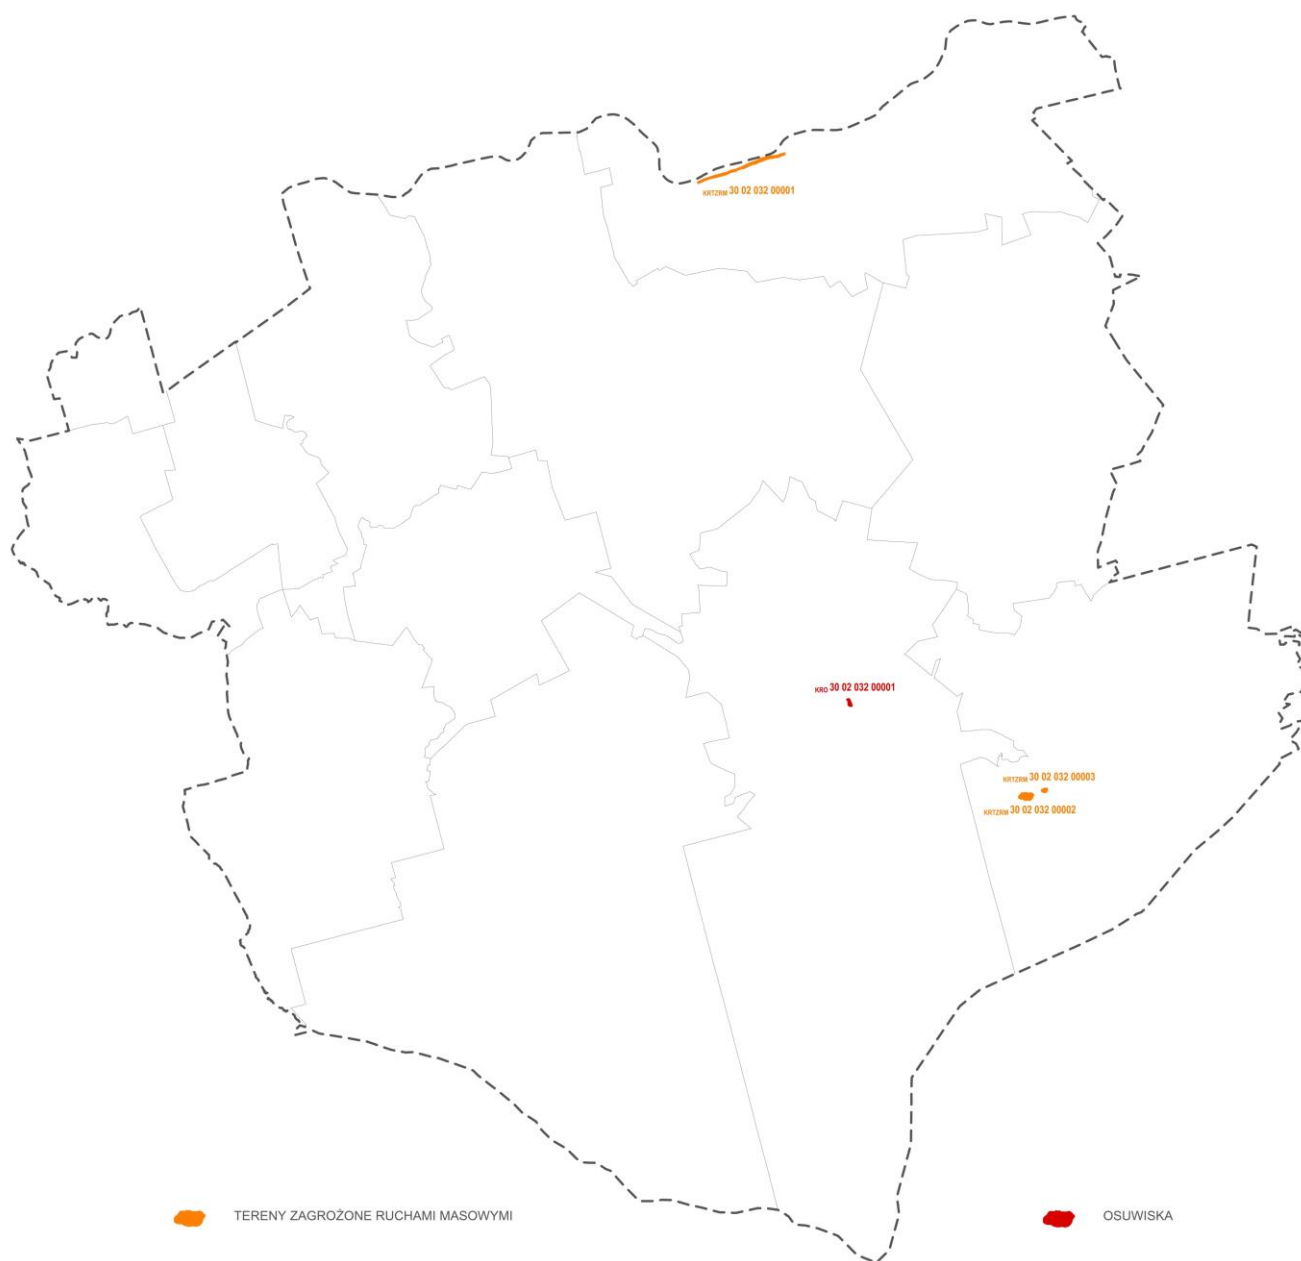 KRTZRM 30 02 032 00001
KRO 30 02 032 00001
KRTZRM 30 02 032 00003
KRTZRM 30 02 032 00002
TERENY ZAGROŻONE RUCHAMI MASOWYMI
OSUWISKA